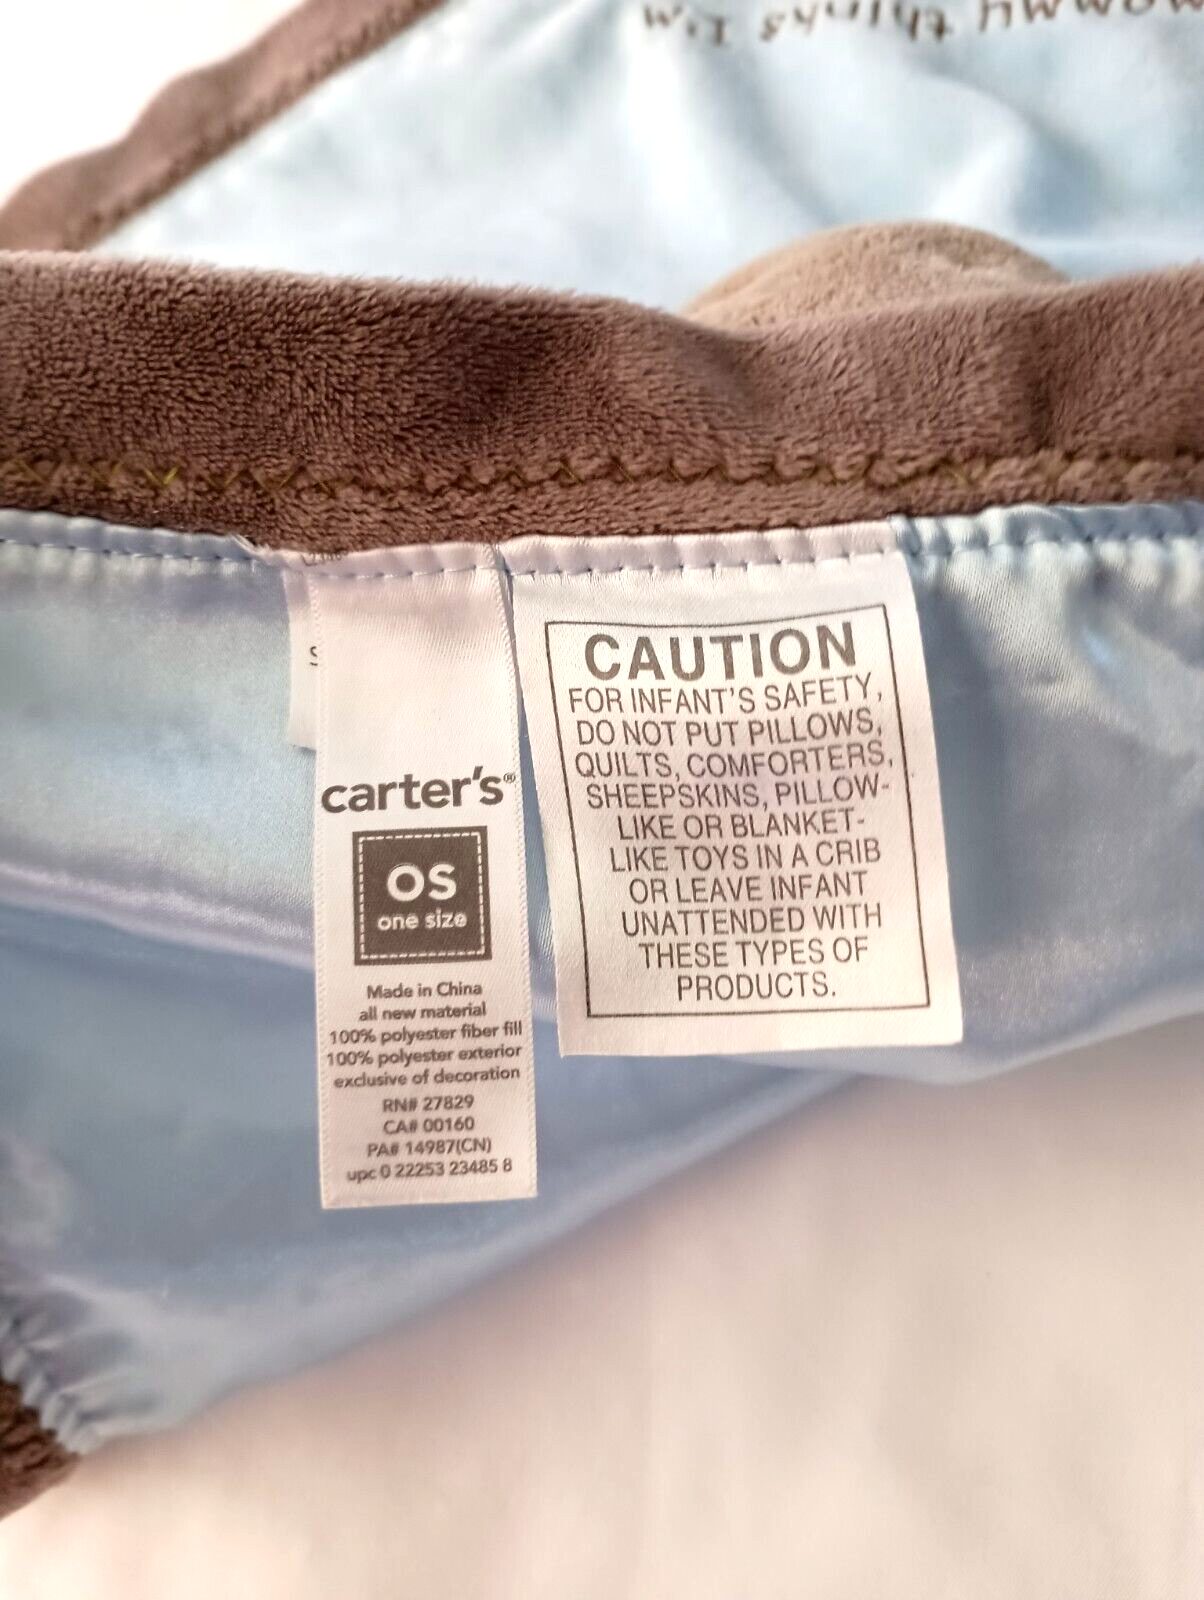 mommy thinks I'm
S
carter's®
OS
one size
Made in China
all new material
100% polyester fiber fill
100% polyester exterior
exclusive of decoration
RN# 27829
CA# 00160
PA# 14987(CN)
upc 0 22253 23485 8
CAUTION
FOR INFANT'S SAFETY,
DO NOT PUT PILLOWS,
QUILTS, COMFORTERS,
SHEEPSKINS, PILLOW-
LIKE OR BLANKET-
LIKE TOYS IN A CRIB
OR LEAVE INFANT
UNATTENDED WITH
THESE TYPES OF
PRODUCTS.